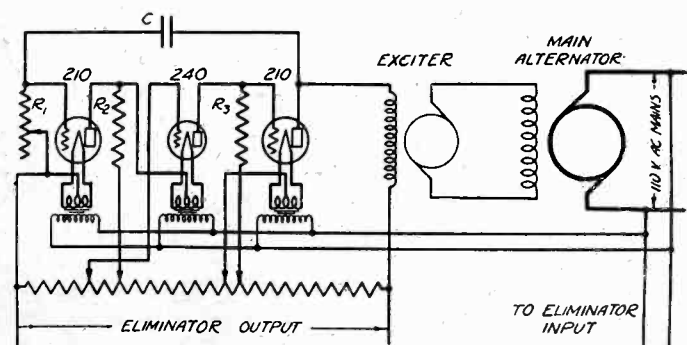 C
210
240
210
EXCITER
MAIN
ALTERNATOR
R1
R2
R3
110 V AC MAINS
ELIMINATOR OUTPUT
TO ELIMINATOR
INPUT